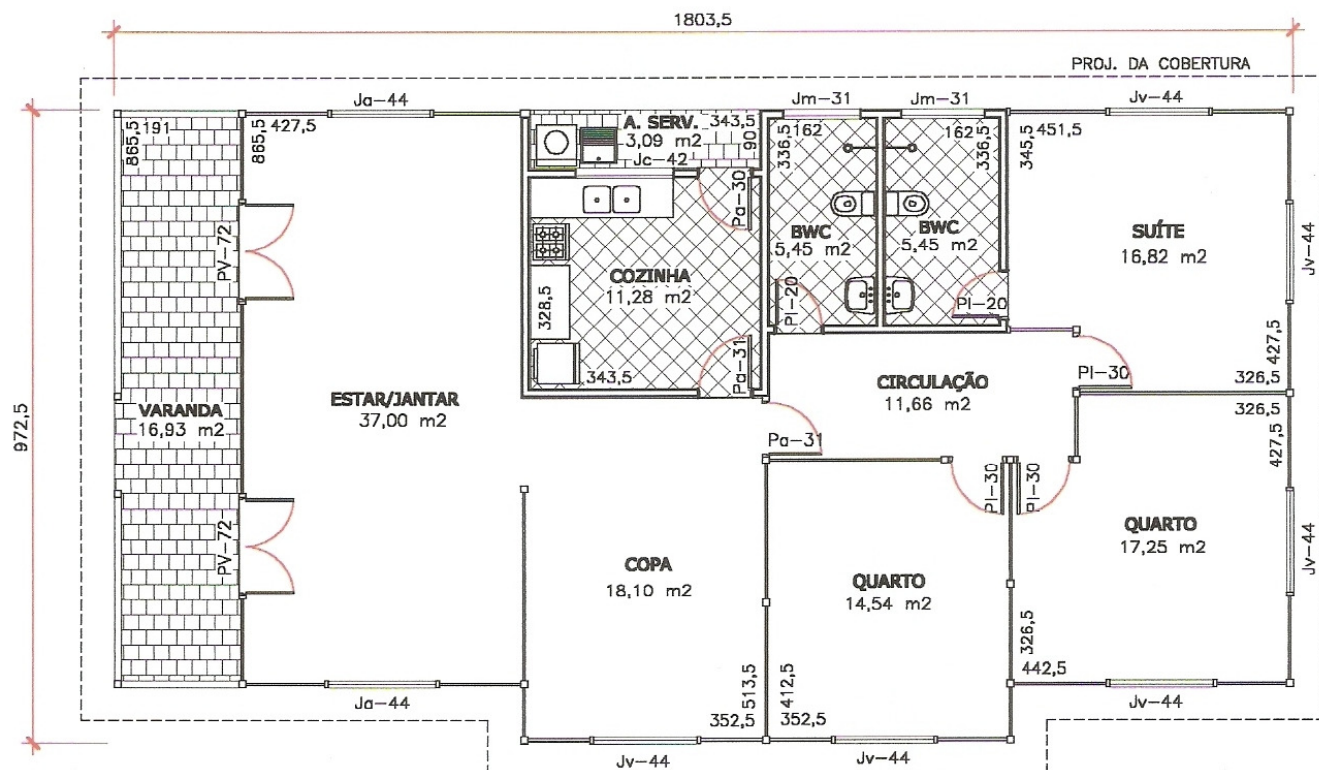 1803,5
PROJ. DA COBERTURA
Ja-44
Jm-31
Jm-31
Jv-44
865,5
191
865,5
427,5
A. SERV.
3,09 m2
343,5
90
Jc-42
336,5
162
162
336,5
345,5
451,5
Pa-30
PV-72
BWC
5,45 m2
BWC
5,45 m2
SUÍTE
16,82 m2
Jv-44
COZINHA
11,28 m2
328,5
PI-20
PI-20
427,5
326,5
343,5
Pa-31
CIRCULAÇÃO
11,66 m2
PI-30
972,5
VARANDA
16,93 m2
ESTAR/JANTAR
37,00 m2
326,5
427,5
Pa-31
PI-30
PI-30
PV-72
COPA
18,10 m2
QUARTO
14,54 m2
QUARTO
17,25 m2
Jv-44
326,5
442,5
513,5
352,5
412,5
352,5
Ja-44
Jv-44
Jv-44
Jv-44